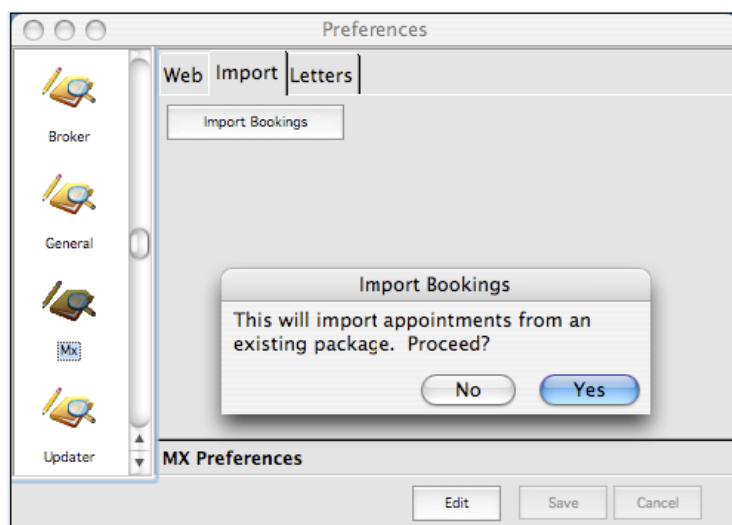 Preferences
Broker
General
Mx
Updater
Web Import Letters
Import Bookings
Import Bookings
This will import appointments from an
existing package.  Proceed?
No Yes
MX Preferences
Edit Save Cancel